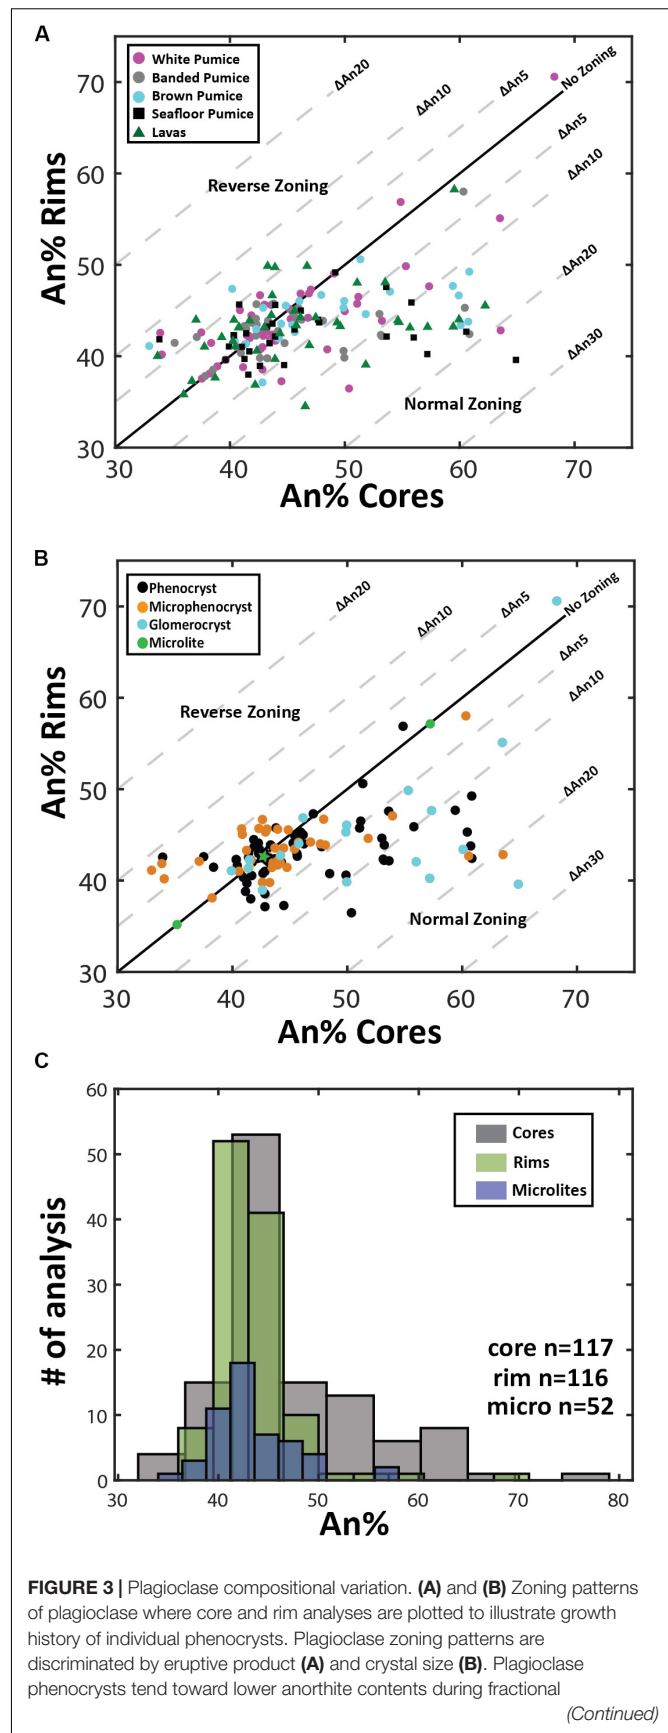 A
White Pumice
Banded Pumice
Brown Pumice
Seafloor Pumice
Lavas
ΔAn20
ΔAn10
ΔAn5
No Zoning
ΔAn5
ΔAn10
ΔAn20
ΔAn30
Reverse Zoning
Normal Zoning
An% Rims
70
60
50
40
30
30 40 50 60 70
An% Cores
B
Phenocryst
Microphenocryst
Glomerocryst
Microlite
ΔAn20
ΔAn10
ΔAn5
No Zoning
ΔAn5
ΔAn10
ΔAn20
ΔAn30
Reverse Zoning
Normal Zoning
An% Rims
70
60
50
40
30
30 40 50 60 70
An% Cores
C
Cores
Rims
Microlites
core n=117
rim n=116
micro n=52
# of analysis
60
50
40
30
20
10
0
30 40 50 60 70 80
An%
FIGURE 3 | Plagioclase compositional variation. (A) and (B) Zoning patterns
of plagioclase where core and rim analyses are plotted to illustrate growth
history of individual phenocrysts. Plagioclase zoning patterns are
discriminated by eruptive product (A) and crystal size (B). Plagioclase
phenocrysts tend toward lower anorthite contents during fractional
(Continued)